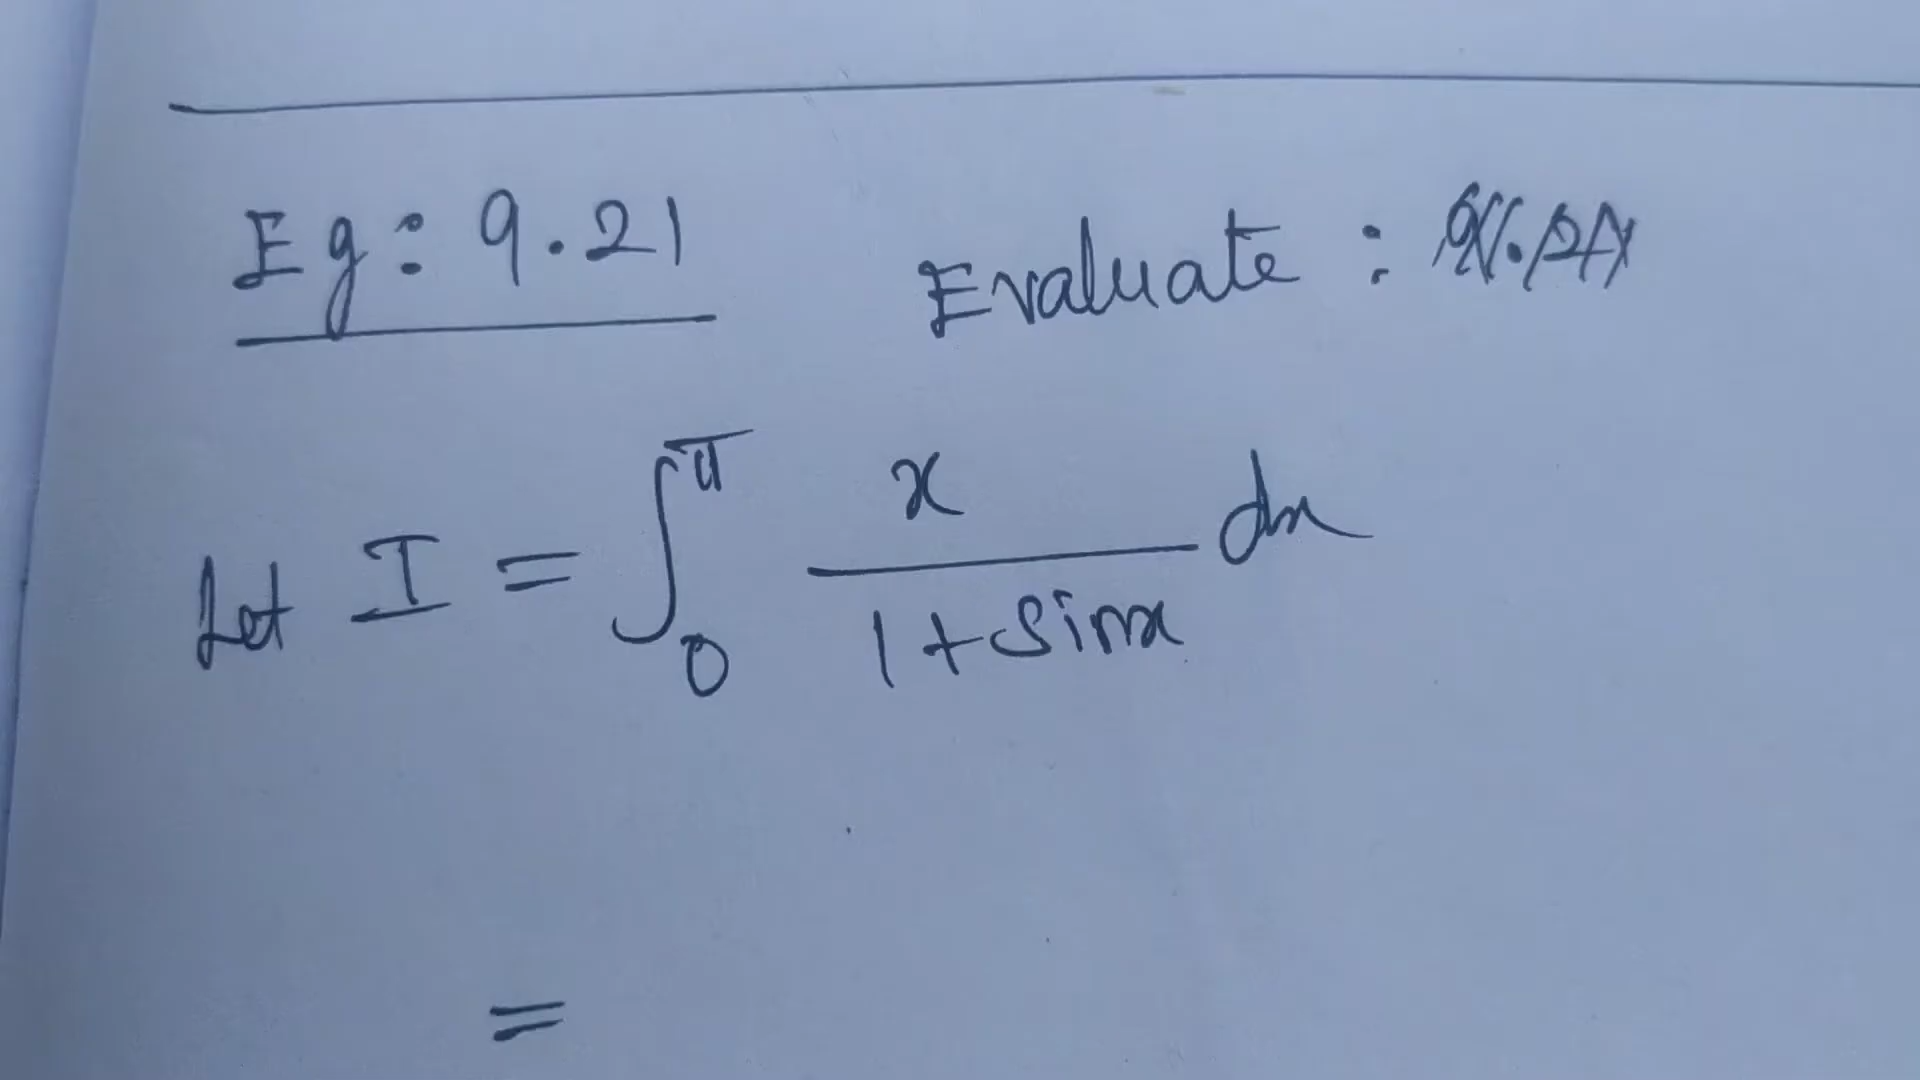 Eg: 9.21 Evaluate :
Let I = ∫₀^π x / (1 + sinx) dx
=